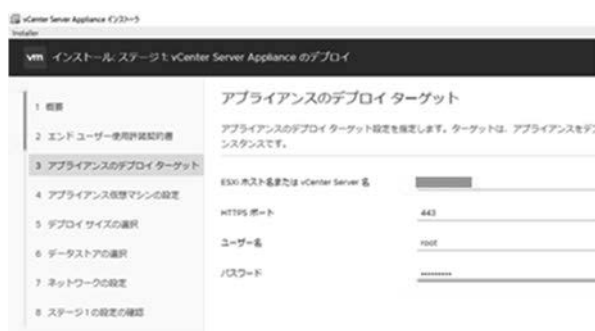 vCenter Server Appliance インストーラ
Installer
vm インストール: ステージ 1: vCenter Server Appliance のデプロイ
1 概要
2 エンド ユーザー使用許諾契約書
3 アプライアンスのデプロイ ターゲット
4 アプライアンス仮想マシンの設定
5 デプロイ サイズの選択
6 データストアの選択
7 ネットワークの設定
8 ステージ 1 の設定の確認
アプライアンスのデプロイ ターゲット
アプライアンスのデプロイ ターゲット設定を指定します。ターゲットは、アプライアンスをデプ
ンスタンスです。
ESXi ホスト名または vCenter Server 名
HTTPS ポート 443
ユーザー名 root
パスワード •••••••••